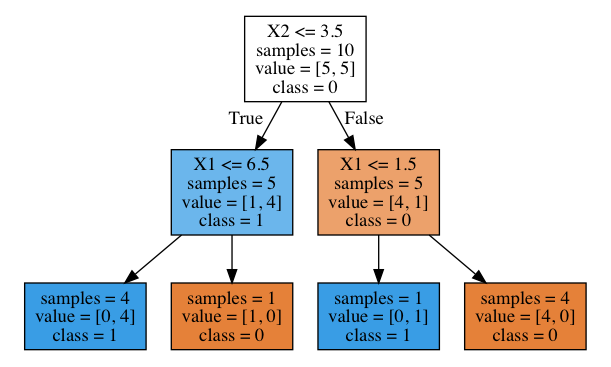 X2 <= 3.5
samples = 10
value = [5, 5]
class = 0
True
False
X1 <= 6.5
samples = 5
value = [1, 4]
class = 1
X1 <= 1.5
samples = 5
value = [4, 1]
class = 0
samples = 4
value = [0, 4]
class = 1
samples = 1
value = [1, 0]
class = 0
samples = 1
value = [0, 1]
class = 1
samples = 4
value = [4, 0]
class = 0